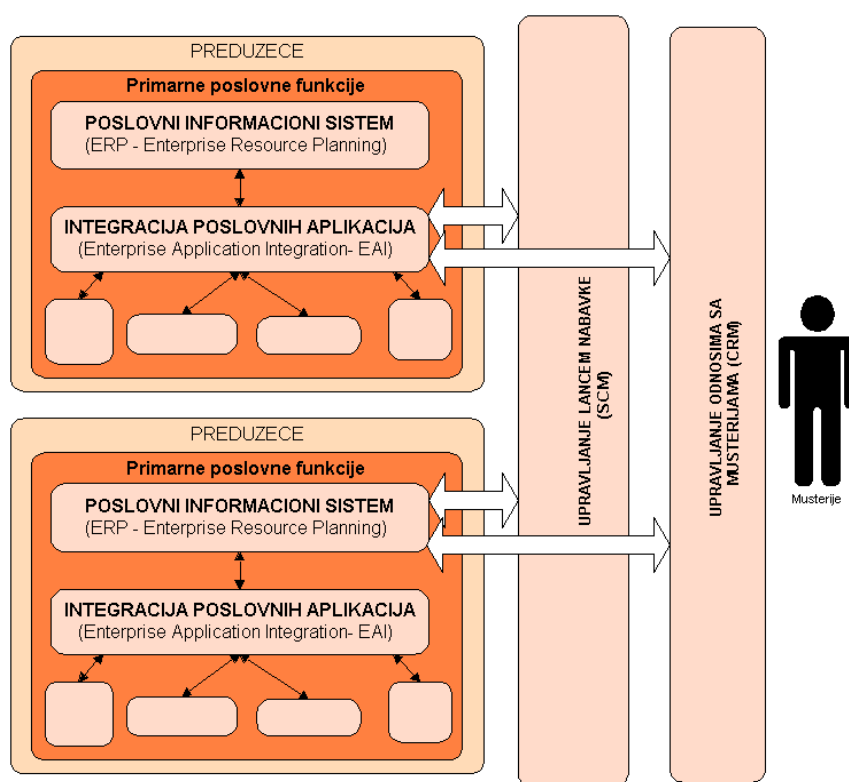 PREDUZECE
Primarne poslovne funkcije
POSLOVNI INFORMACIONI SISTEM
(ERP - Enterprise Resource Planning)
INTEGRACIJA POSLOVNIH APLIKACIJA
(Enterprise Application Integration- EAI)
PREDUZECE
Primarne poslovne funkcije
POSLOVNI INFORMACIONI SISTEM
(ERP - Enterprise Resource Planning)
INTEGRACIJA POSLOVNIH APLIKACIJA
(Enterprise Application Integration- EAI)
UPRAVLJANJE LANCEM NABAVKE
(SCM)
UPRAVLJANJE ODNOSIMA SA
MUSTERIJAMA (CRM)
Musterije